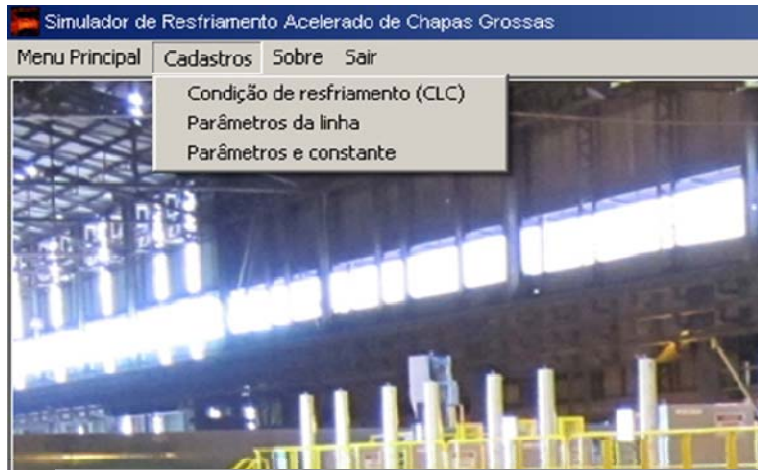 Simulador de Resfriamento Acelerado de Chapas Grossas
Menu Principal Cadastros Sobre Sair
Condição de resfriamento (CLC)
Parâmetros da linha
Parâmetros e constante